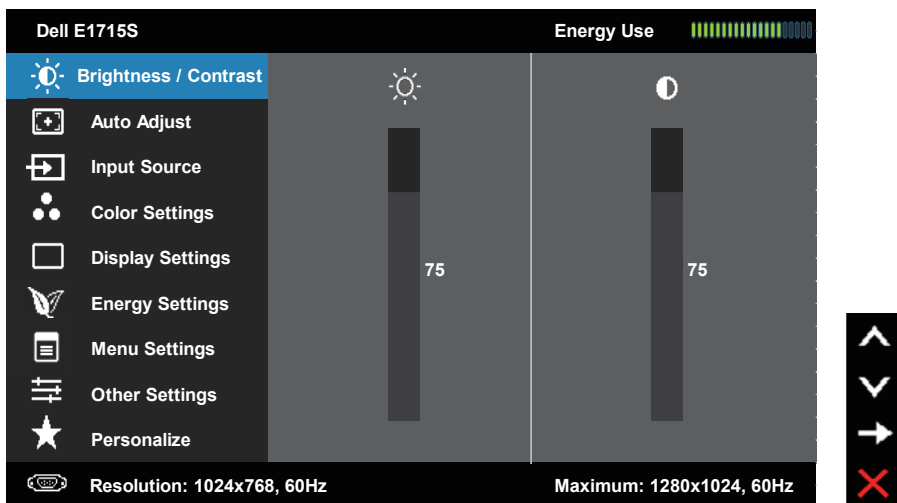 Dell E1715S Energy Use
Brightness / Contrast
Auto Adjust
Input Source
Color Settings
Display Settings
75 75
Energy Settings
Menu Settings
Other Settings
Personalize
Resolution: 1024x768, 60Hz Maximum: 1280x1024, 60Hz